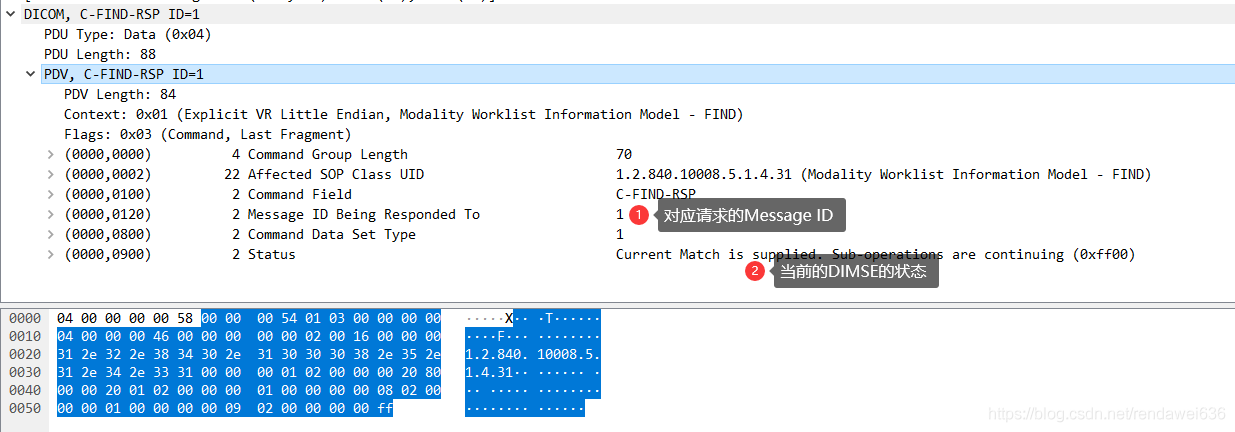 DICOM, C-FIND-RSP ID=1
PDU Type: Data (0x04)
PDU Length: 88
PDV, C-FIND-RSP ID=1
PDV Length: 84
Context: 0x01 (Explicit VR Little Endian, Modality Worklist Information Model - FIND)
Flags: 0x03 (Command, Last Fragment)
(0000,0000) 4 Command Group Length 70
(0000,0002) 22 Affected SOP Class UID 1.2.840.10008.5.1.4.31 (Modality Worklist Information Model - FIND)
(0000,0100) 2 Command Field C-FIND-RSP
(0000,0120) 2 Message ID Being Responded To 1
1 对应请求的Message ID
(0000,0800) 2 Command Data Set Type 1
(0000,0900) 2 Status Current Match is supplied. Sub-operations are continuing (0xff00)
2 当前的DIMSE的状态
0000 04 00 00 00 00 58 00 00 00 54 01 03 00 00 00 00 ·····X·· ·T······
0010 04 00 00 00 46 00 00 00 00 00 02 00 16 00 00 00 ····F··· ········
0020 31 2e 32 2e 38 34 30 2e 31 30 30 30 38 2e 35 2e 1.2.840. 10008.5.
0030 31 2e 34 2e 33 31 00 00 00 01 02 00 00 00 20 80 1.4.31·· ······ ·
0040 00 00 20 01 02 00 00 00 01 00 00 00 00 08 02 00 ·· ····· ········
0050 00 00 01 00 00 00 00 09 02 00 00 00 00 ff ········ ······
https://blog.csdn.net/rendawei636